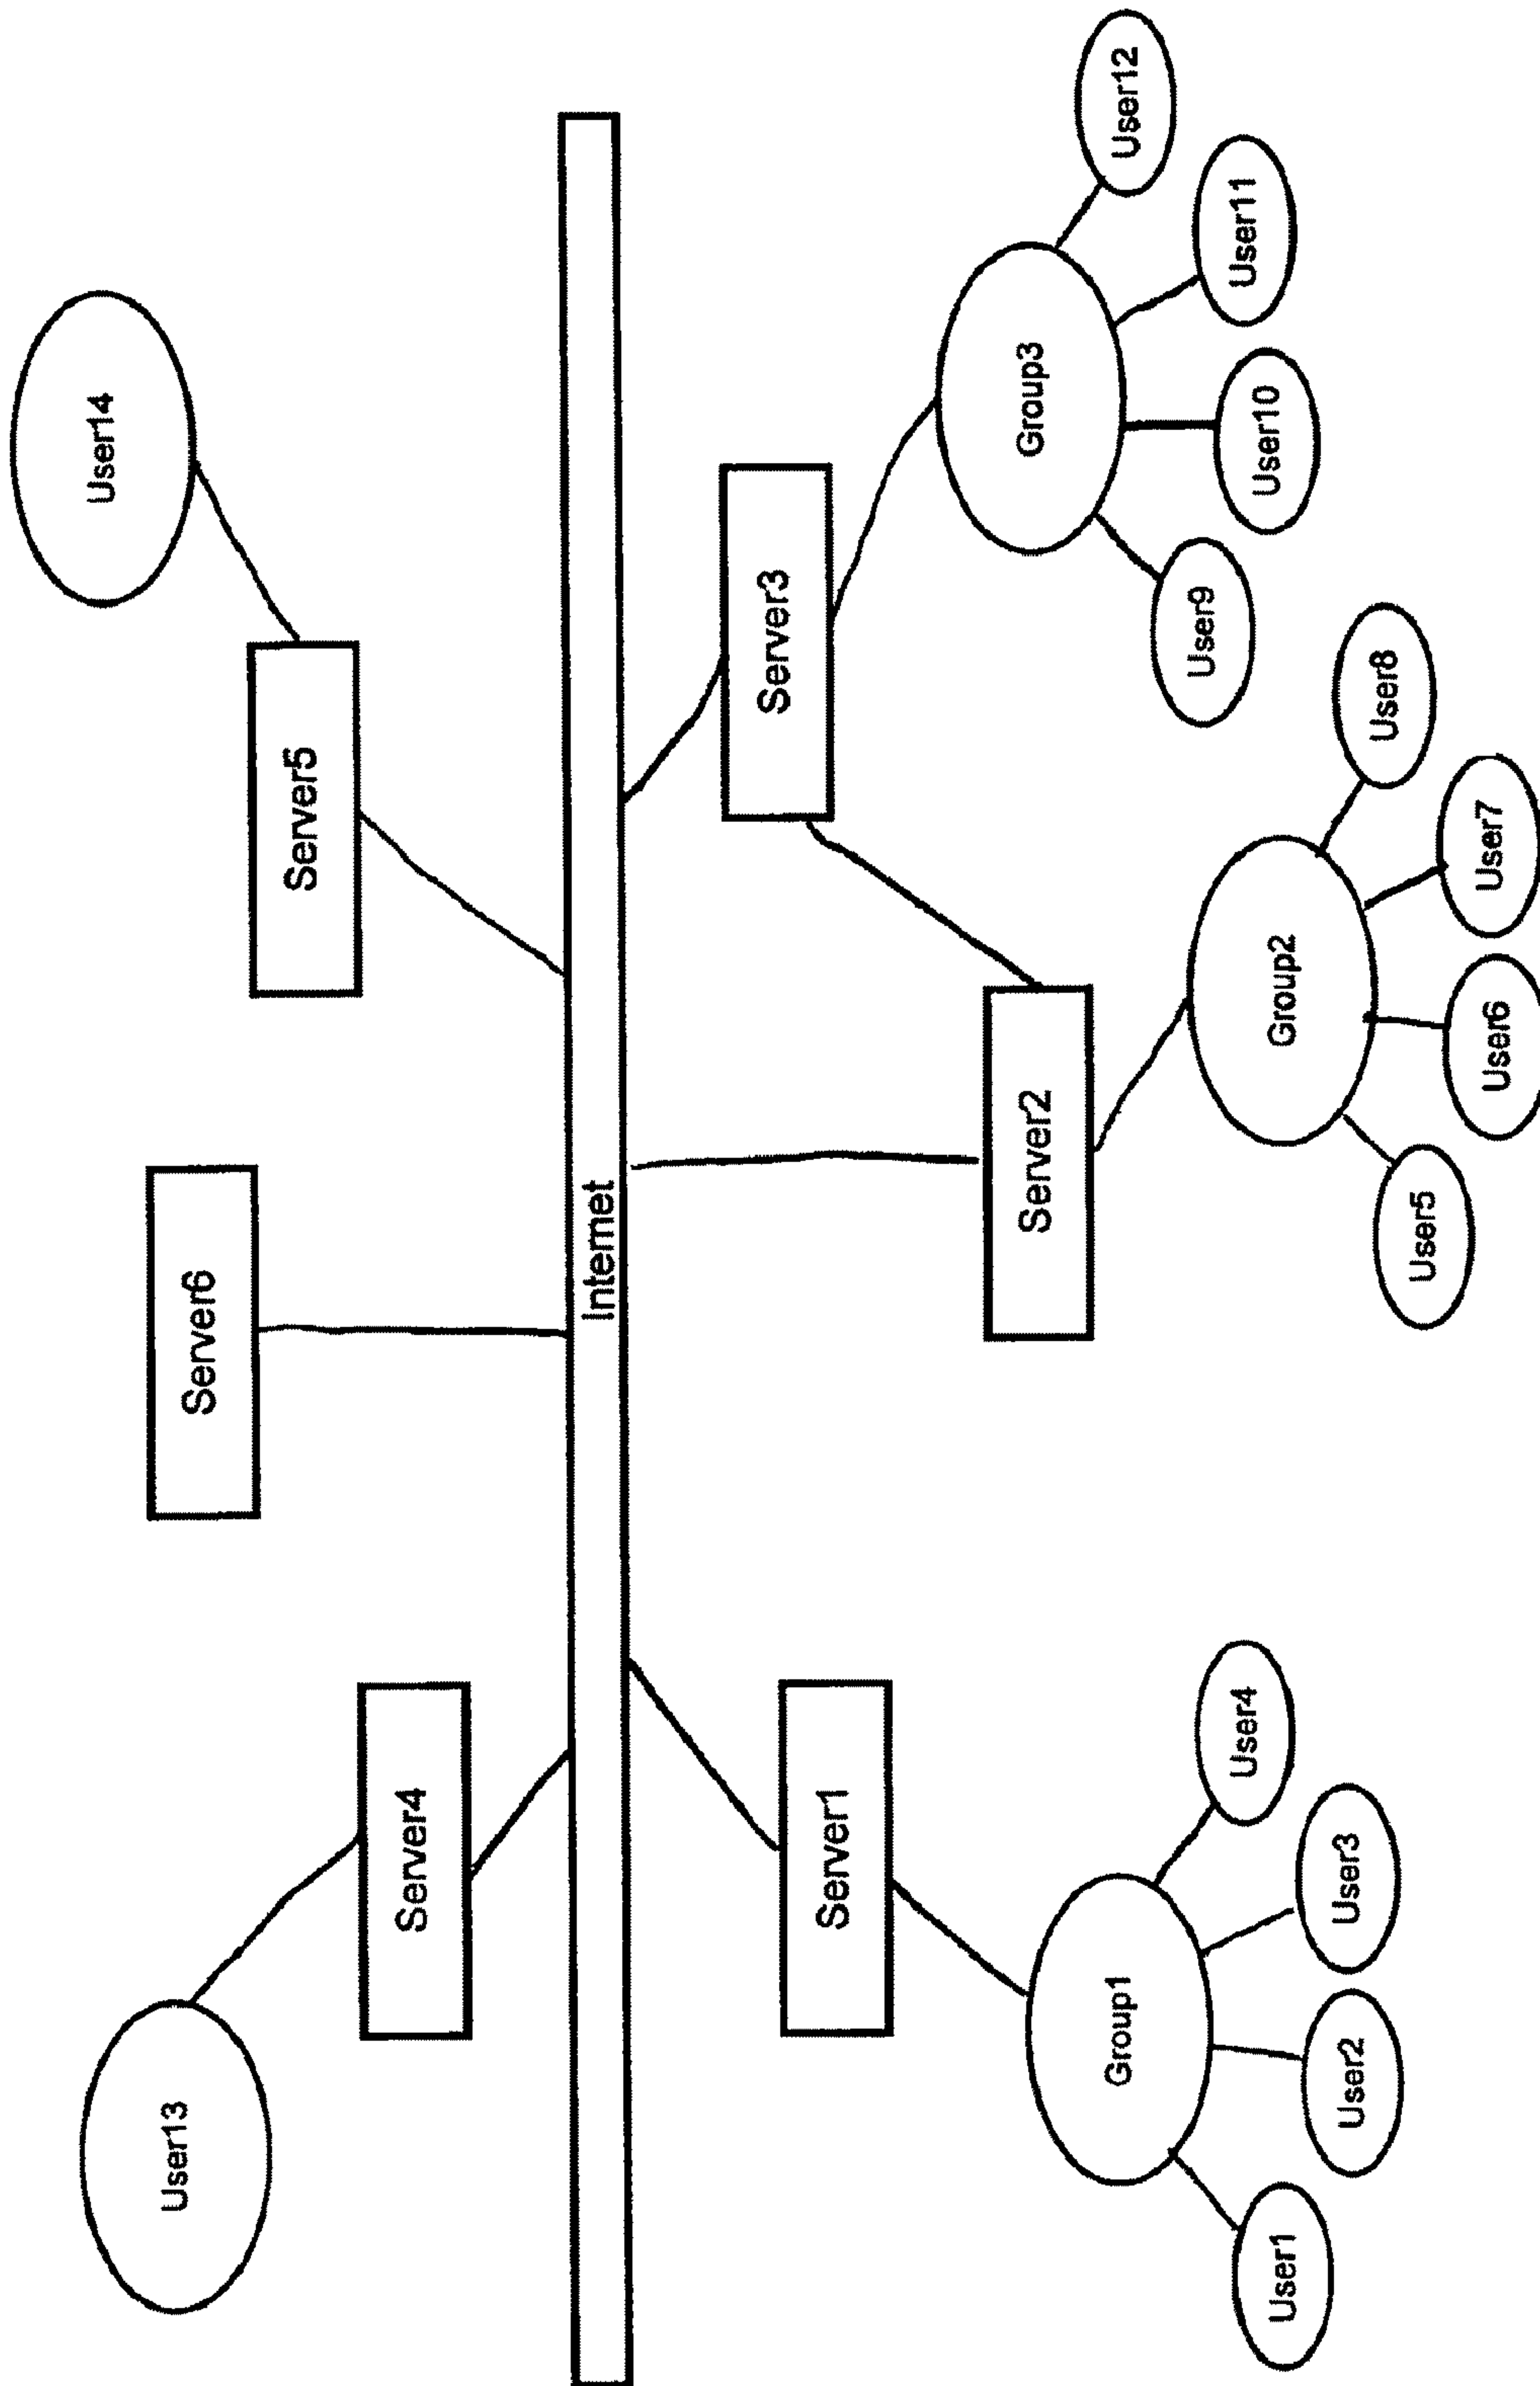 User13
Server4
Server6
Server5
User14
Internet
Server1
Server2
Server3
Group1
User1
User2
User3
User4
Group2
User5
User6
User7
User8
Group3
User9
User10
User11
User12